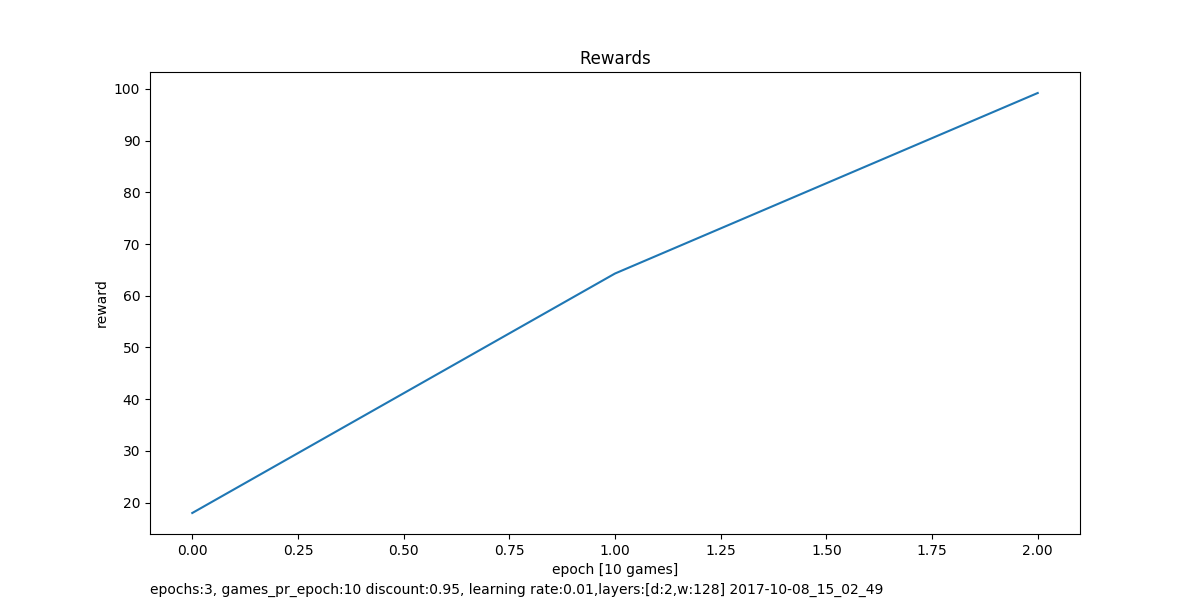 Rewards
100
90
80
70
60
50
40
30
20
reward
0.00 0.25 0.50 0.75 1.00 1.25 1.50 1.75 2.00
epoch [10 games]
epochs:3, games_pr_epoch:10 discount:0.95, learning rate:0.01,layers:[d:2,w:128] 2017-10-08_15_02_49